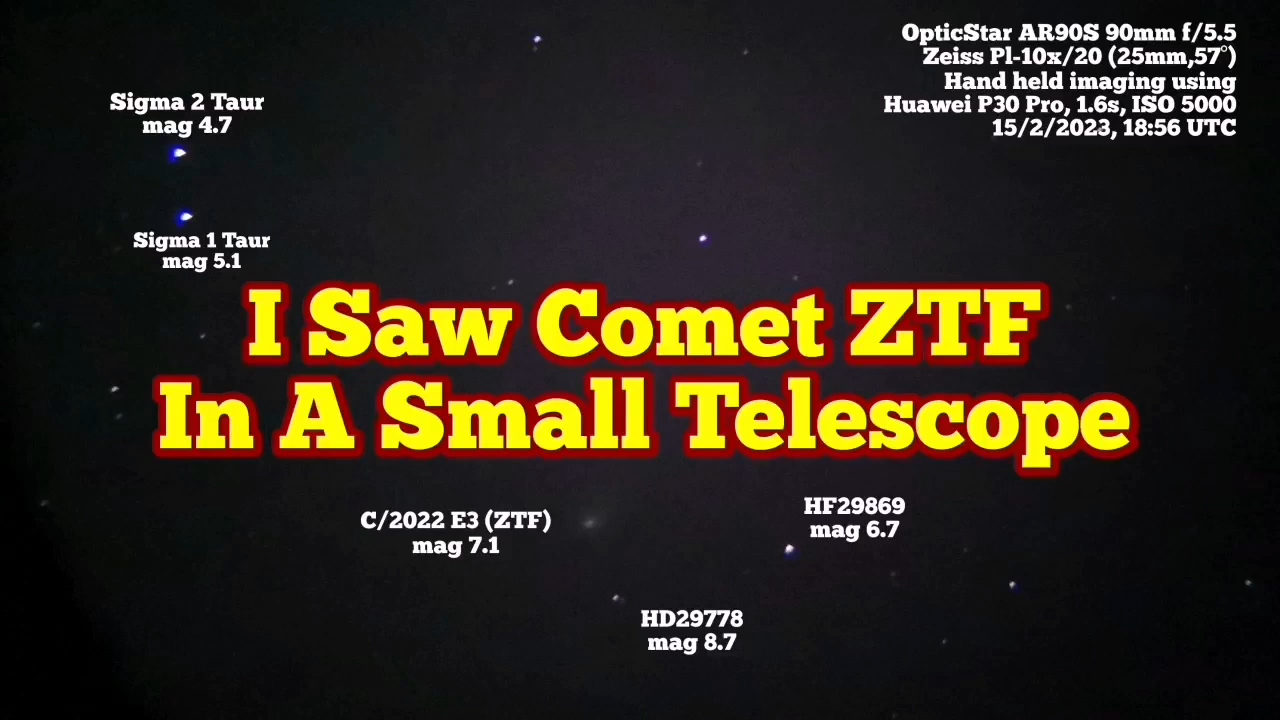 OpticStar AR90S 90mm f/5.5
Zeiss Pl-10x/20 (25mm,57°)
Hand held imaging using
Huawei P30 Pro, 1.6s, ISO 5000
15/2/2023, 18:56 UTC
Sigma 2 Taur
mag 4.7
Sigma 1 Taur
mag 5.1
I Saw Comet ZTF
In A Small Telescope
C/2022 E3 (ZTF)
mag 7.1
HF29869
mag 6.7
HD29778
mag 8.7